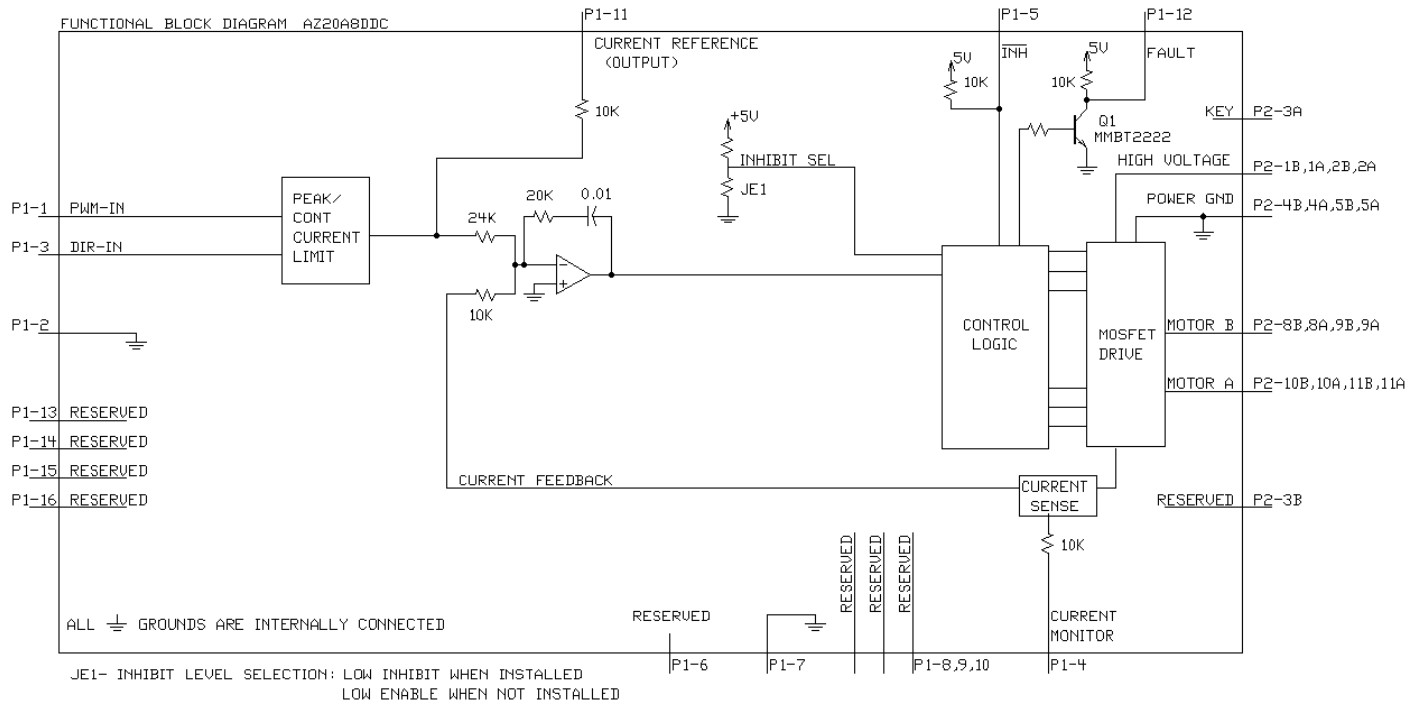 FUNCTIONAL BLOCK DIAGRAM AZ20A8DDC
P1-11
P1-5
P1-12
CURRENT REFERENCE
(OUTPUT)
10K
5V
10K
INH
5V
10K
FAULT
Q1
MMBT2222
KEY
P2-3A
+5V
INHIBIT SEL
JE1
HIGH VOLTAGE
P2-1B,1A,2B,2A
POWER GND
P2-4B,4A,5B,5A
P1-1
PWM-IN
P1-3
DIR-IN
PEAK/
CONT
CURRENT
LIMIT
24K
20K
0.01
10K
-
+
P1-2
CONTROL
LOGIC
MOSFET
DRIVE
MOTOR B
P2-8B,8A,9B,9A
MOTOR A
P2-10B,10A,11B,11A
P1-13
RESERVED
P1-14
RESERVED
P1-15
RESERVED
P1-16
RESERVED
CURRENT FEEDBACK
CURRENT
SENSE
RESERVED
P2-3B
10K
RESERVED
RESERVED
RESERVED
ALL GROUNDS ARE INTERNALLY CONNECTED
RESERVED
CURRENT
MONITOR
P1-6
P1-7
P1-8,9,10
P1-4
JE1- INHIBIT LEVEL SELECTION: LOW INHIBIT WHEN INSTALLED
LOW ENABLE WHEN NOT INSTALLED